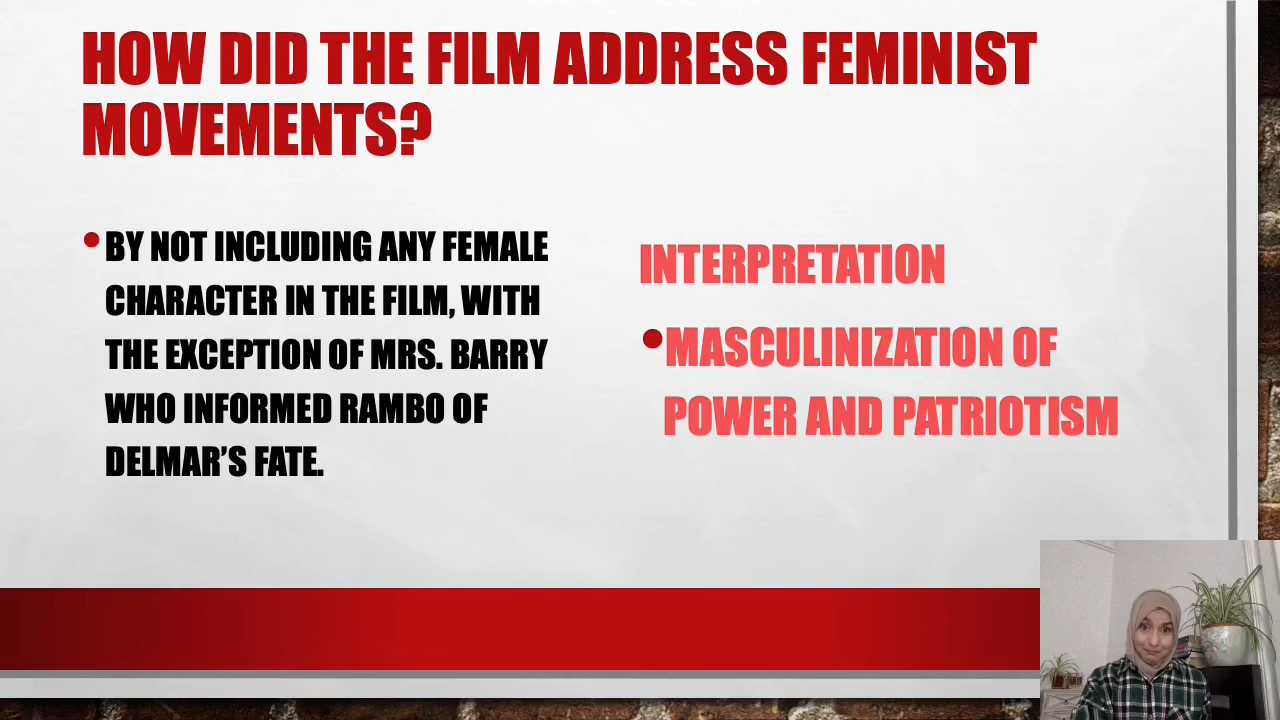 HOW DID THE FILM ADDRESS FEMINIST
MOVEMENTS?
• BY NOT INCLUDING ANY FEMALE
CHARACTER IN THE FILM, WITH
THE EXCEPTION OF MRS. BARRY
WHO INFORMED RAMBO OF
DELMAR'S FATE.
INTERPRETATION
• MASCULINIZATION OF
POWER AND PATRIOTISM